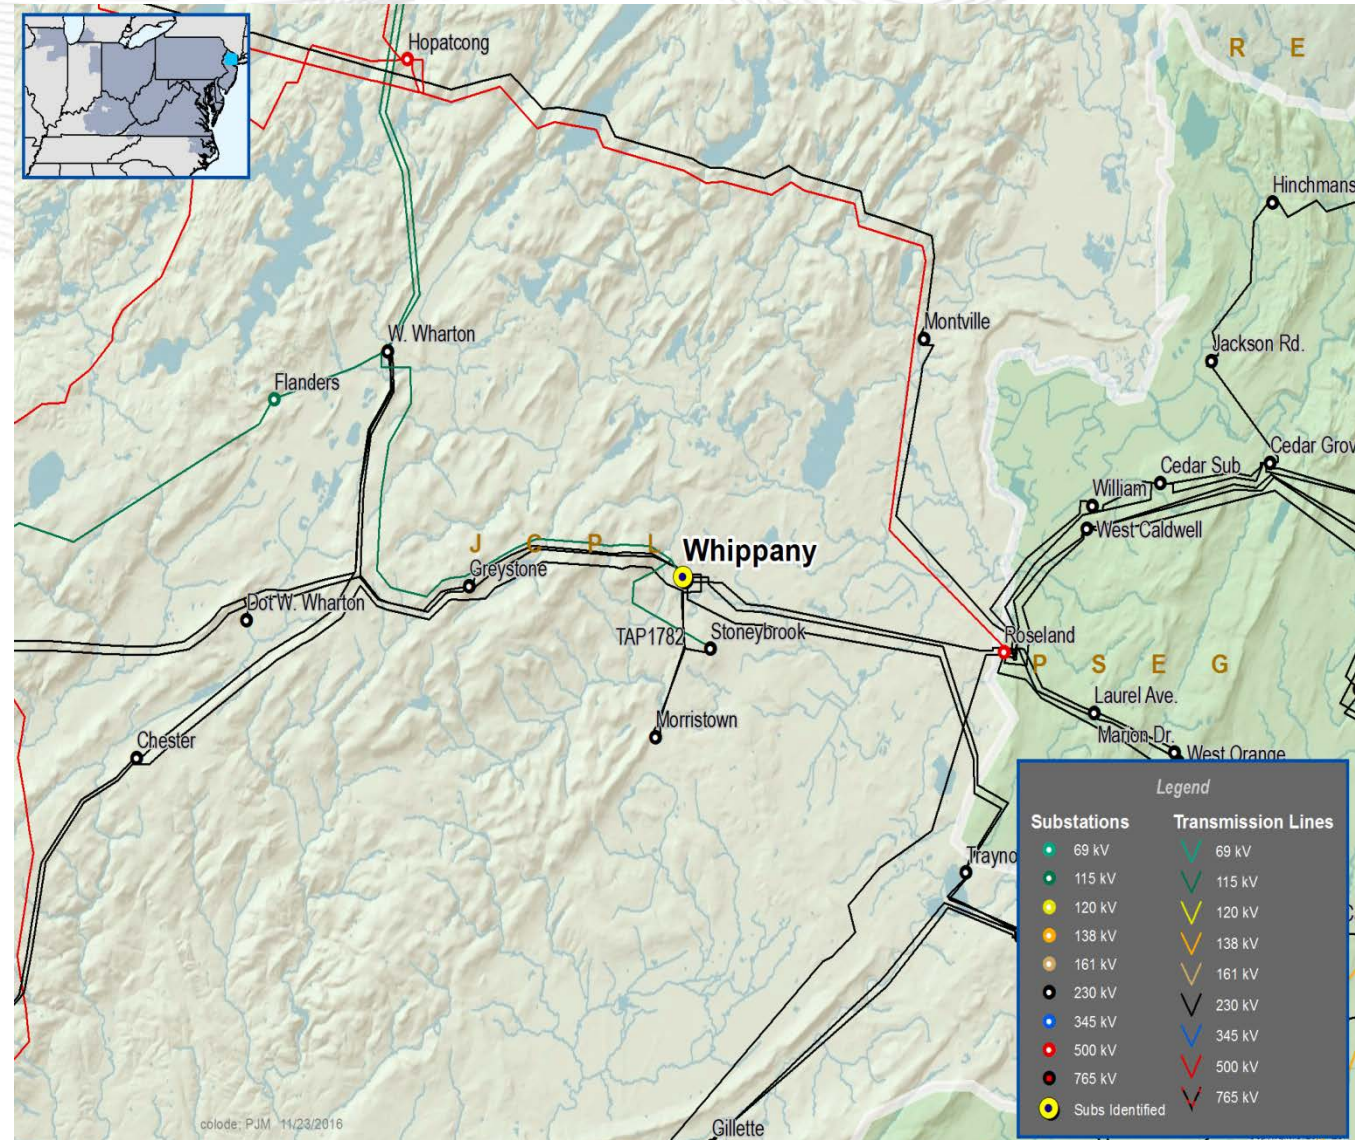 Hopatcong
R E
Hinchmans
Montville
W. Wharton
Jackson Rd.
Flanders
Cedar Grov
Cedar Sub
William
West Caldwell
J C P L
Whippany
Greystone
Dot W. Wharton
TAP1782
Stoneybrook
Roseland
P S E G
Laurel Ave.
Morristown
Marion Dr.
West Orange
Chester
Trayno
Gillette
Legend
Substations
69 kV
115 kV
120 kV
138 kV
161 kV
230 kV
345 kV
500 kV
765 kV
Subs Identified
Transmission Lines
69 kV
115 kV
120 kV
138 kV
161 kV
230 kV
345 kV
500 kV
765 kV
colode: PJM 11/23/2016